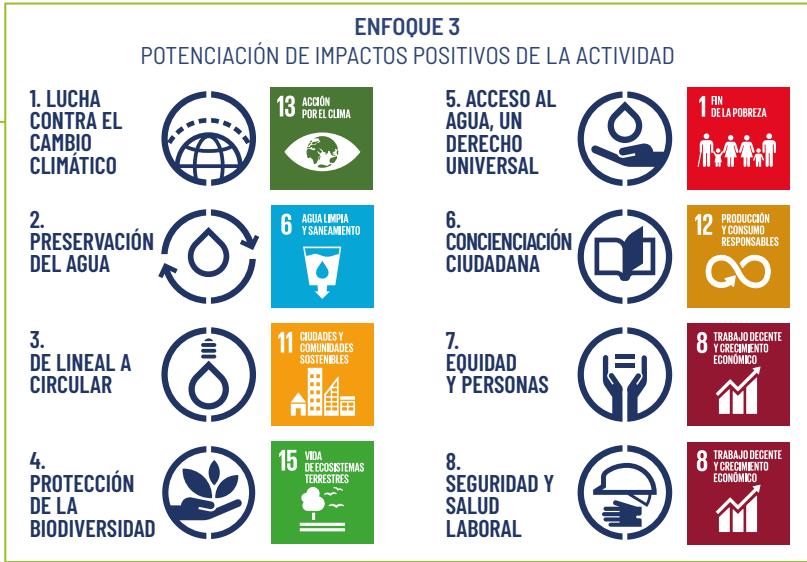 ENFOQUE 3
POTENCIACIÓN DE IMPACTOS POSITIVOS DE LA ACTIVIDAD
1. LUCHA
CONTRA EL
CAMBIO
CLIMÁTICO
13 ACCIÓN
POR EL CLIMA
2.
PRESERVACIÓN
DEL AGUA
6 AGUA LIMPIA
Y SANEAMIENTO
3.
DE LINEAL A
CIRCULAR
11 CIUDADES Y
COMUNIDADES
SOSTENIBLES
4.
PROTECCIÓN
DE LA
BIODIVERSIDAD
15 VIDA
DE ECOSISTEMAS
TERRESTRES
5. ACCESO AL
AGUA, UN
DERECHO
UNIVERSAL
1 FIN
DE LA POBREZA
6.
CONCIENCIACIÓN
CIUDADANA
12 PRODUCCIÓN
Y CONSUMO
RESPONSABLES
7.
EQUIDAD
Y PERSONAS
8 TRABAJO DECENTE
Y CRECIMIENTO
ECONÓMICO
8.
SEGURIDAD Y
SALUD
LABORAL
8 TRABAJO DECENTE
Y CRECIMIENTO
ECONÓMICO